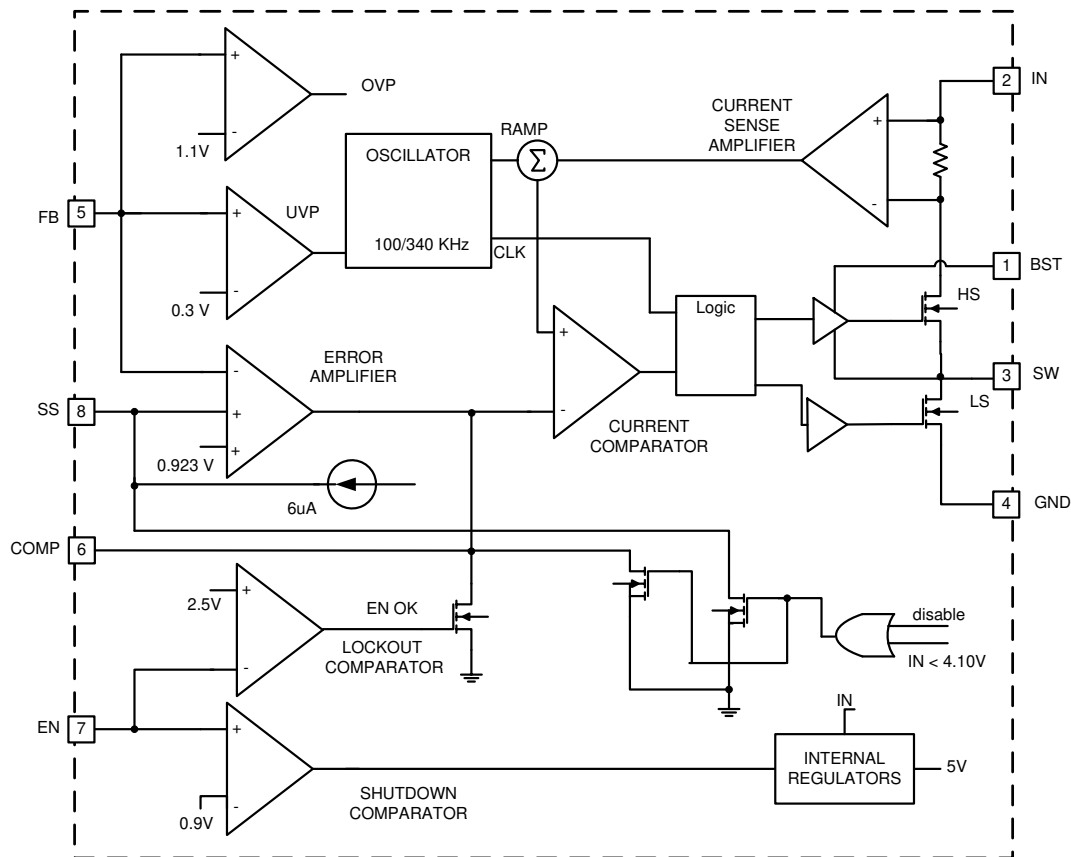 OVP
+
-
1.1V
CURRENT
SENSE
AMPLIFIER
+
-
2
IN
RAMP
Σ
OSCILLATOR
100/340 KHz
CLK
FB
5
UVP
+
-
0.3 V
1
BST
HS
Logic
ERROR
AMPLIFIER
-
+
+
0.923 V
SS
8
+
-
CURRENT
COMPARATOR
3
SW
LS
6uA
4
GND
COMP
6
2.5V
+
-
EN OK
LOCKOUT
COMPARATOR
disable
IN < 4.10V
EN
7
+
-
0.9V
SHUTDOWN
COMPARATOR
IN
INTERNAL
REGULATORS
5V